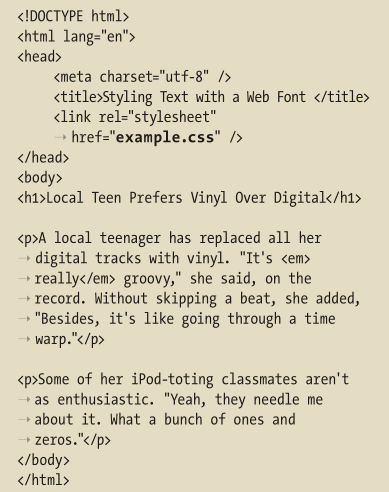 <!DOCTYPE html>
<html lang="en">
<head>
<meta charset="utf-8" />
<title>Styling Text with a Web Font </title>
<link rel="stylesheet"
→ href="example.css" />
</head>
<body>
<h1>Local Teen Prefers Vinyl Over Digital</h1>

<p>A local teenager has replaced all her
→ digital tracks with vinyl. "It's <em>
→ really</em> groovy," she said, on the
→ record. Without skipping a beat, she added,
→ "Besides, it's like going through a time
→ warp."</p>

<p>Some of her iPod-toting classmates aren't
→ as enthusiastic. "Yeah, they needle me
→ about it. What a bunch of ones and
→ zeros."</p>
</body>
</html>